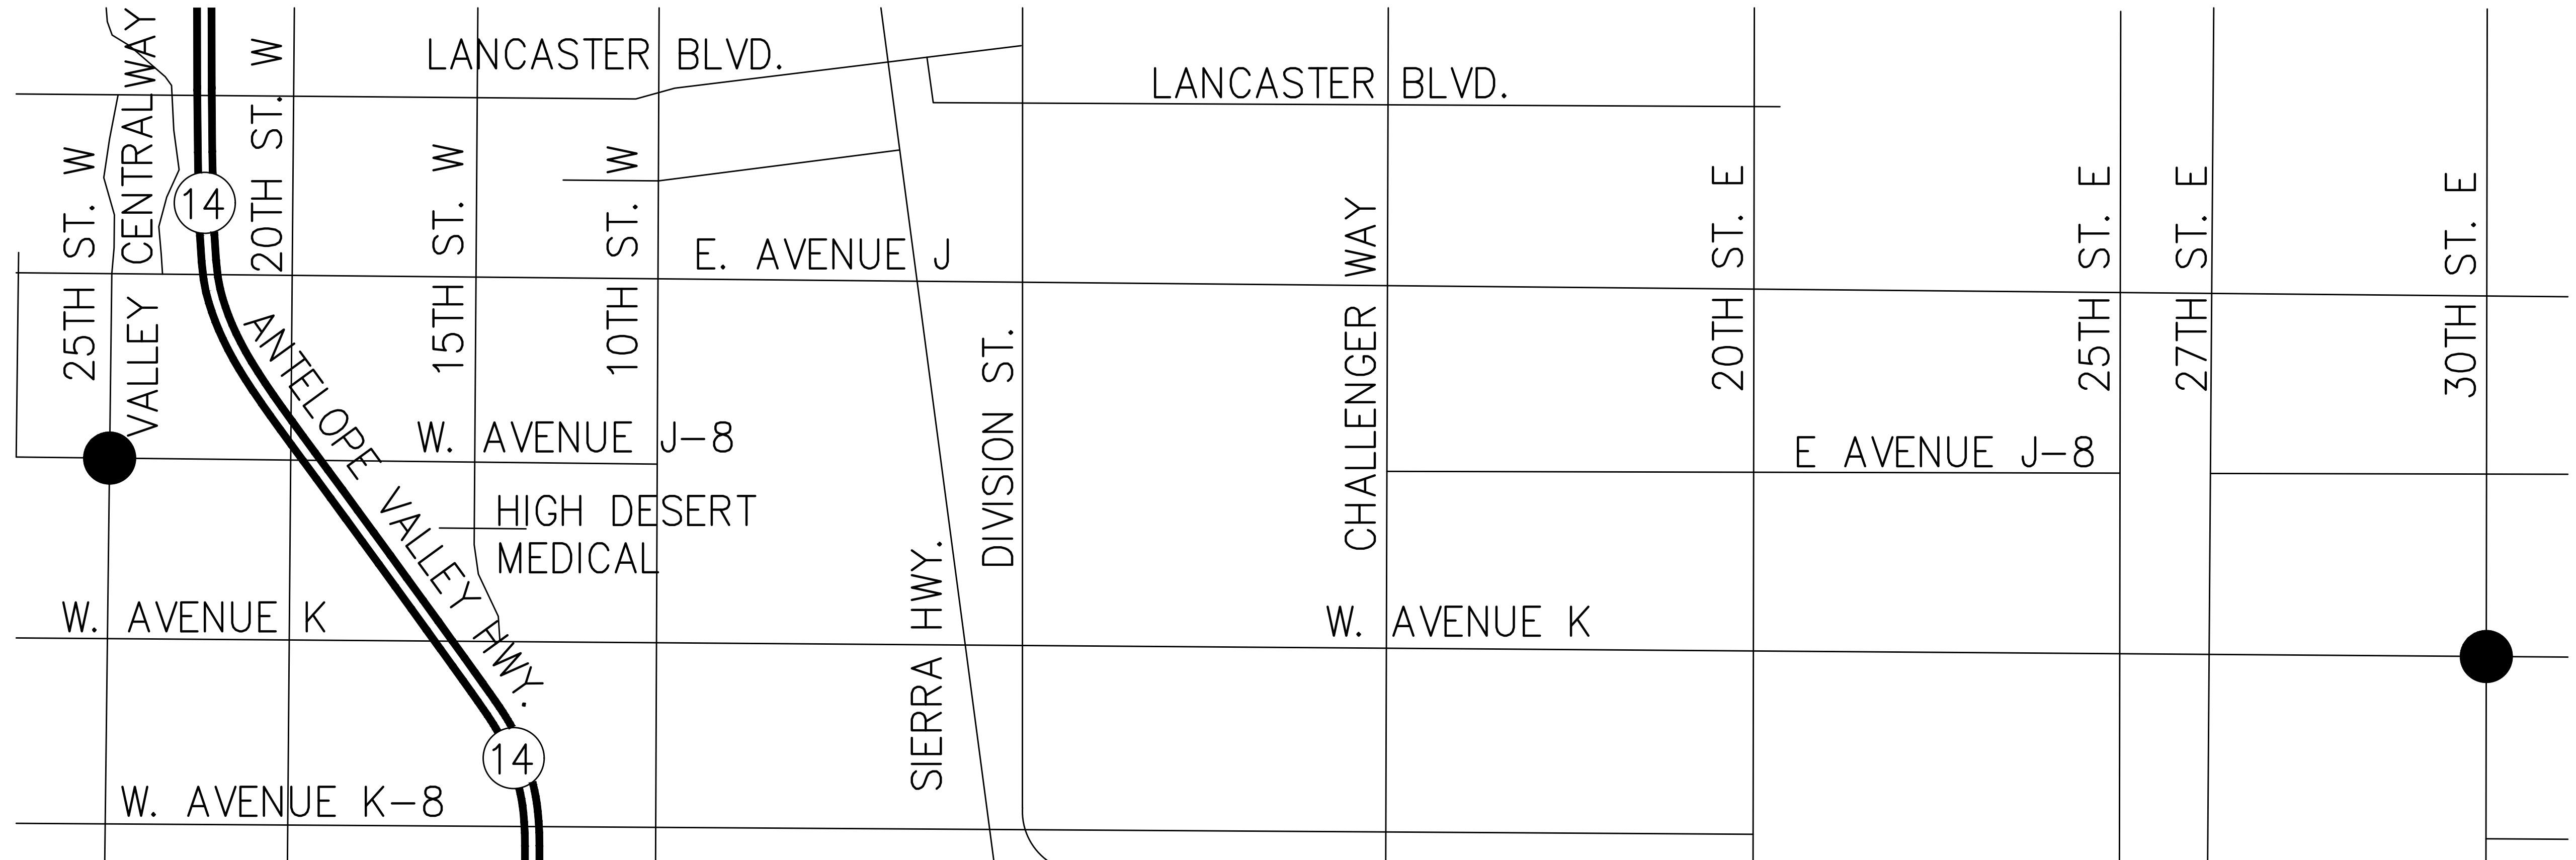 LANCASTER BLVD.
LANCASTER BLVD.
25TH ST. W
VALLEY CENTRALWAY
14
20TH ST. W
15TH ST. W
10TH ST. W
E. AVENUE J
DIVISION ST.
CHALLENGER WAY
20TH ST. E
25TH ST. E
27TH ST. E
30TH ST. E
ANTELOPE VALLEY HWY.
W. AVENUE J-8
E AVENUE J-8
HIGH DESERT
MEDICAL
W. AVENUE K
SIERRA HWY.
W. AVENUE K
14
W. AVENUE K-8